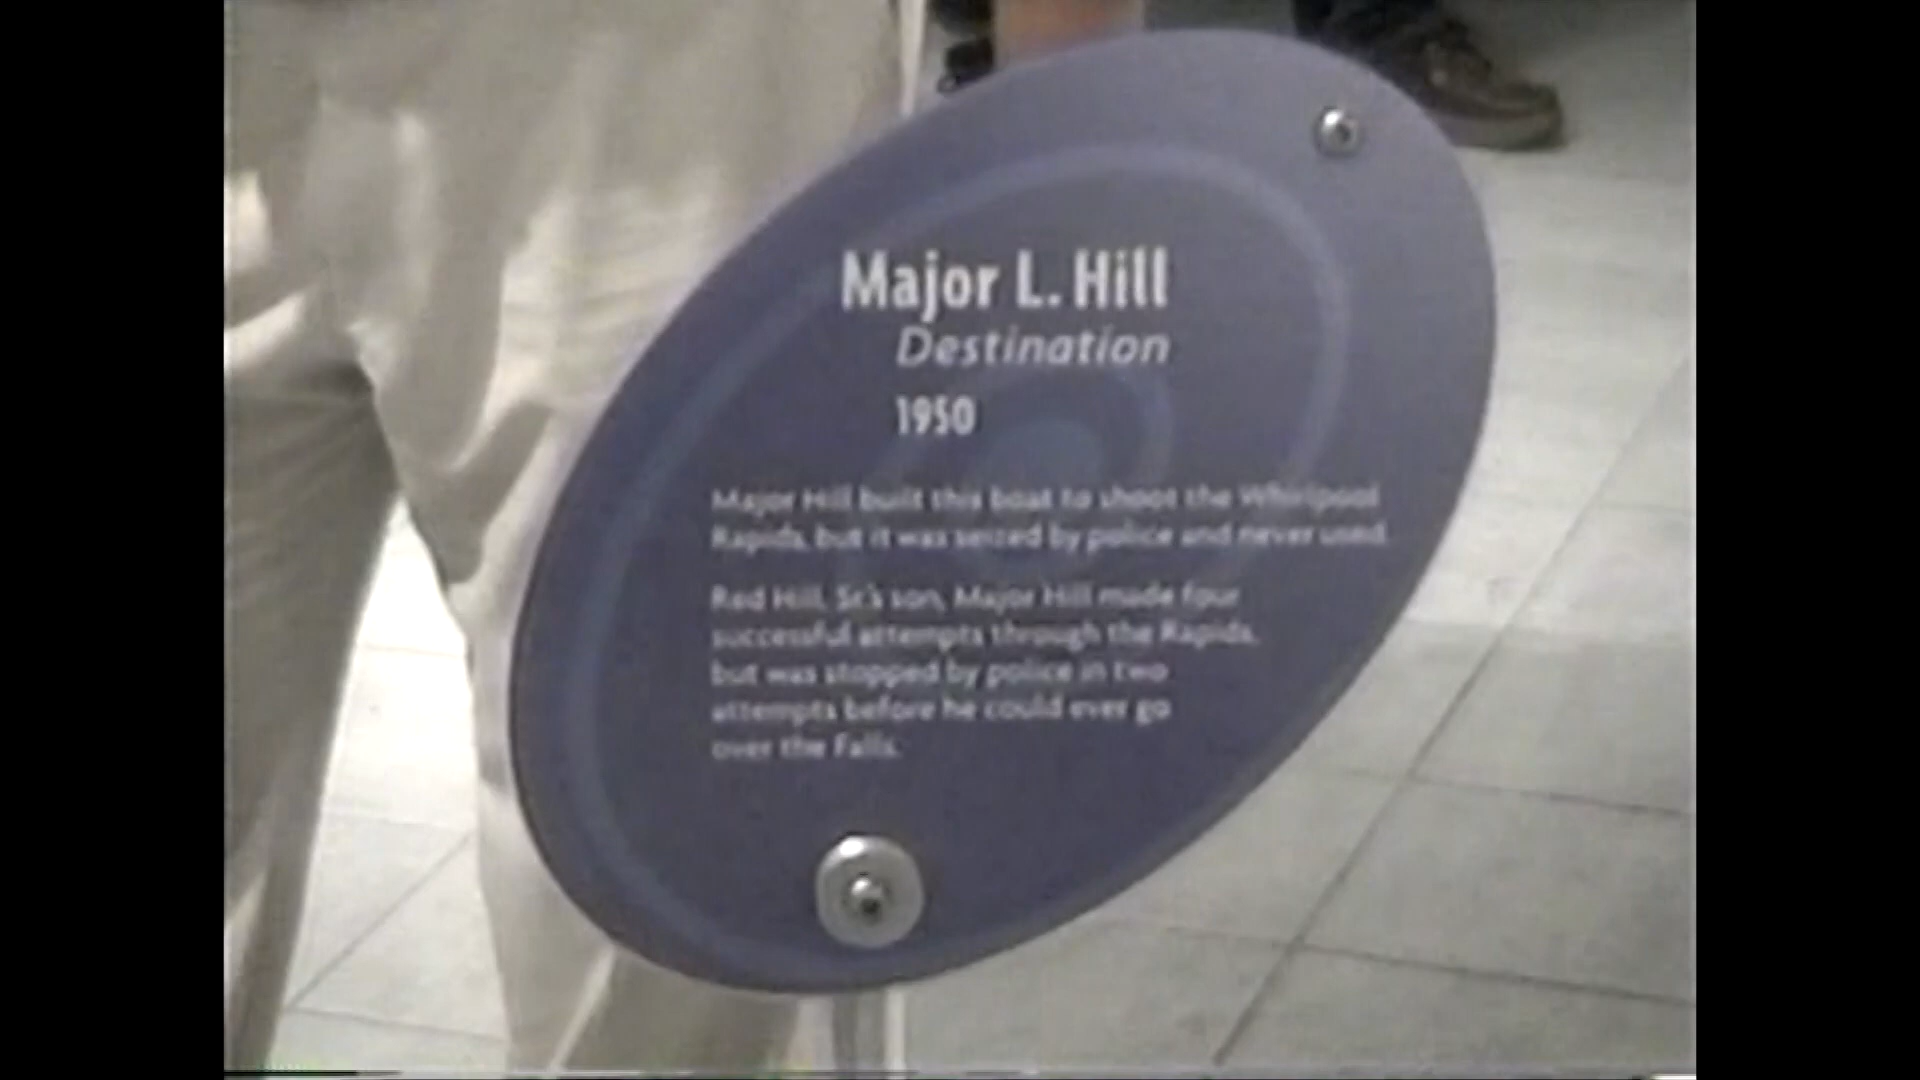 Major L. Hill
Destination
1950
Major Hill built this boat to shoot the Whirlpool
Rapids, but it was seized by police and never used.
Red Hill, Sr.'s son, Major Hill made four
successful attempts through the Rapids,
but was stopped by police in two
attempts before he could ever go
over the Falls.